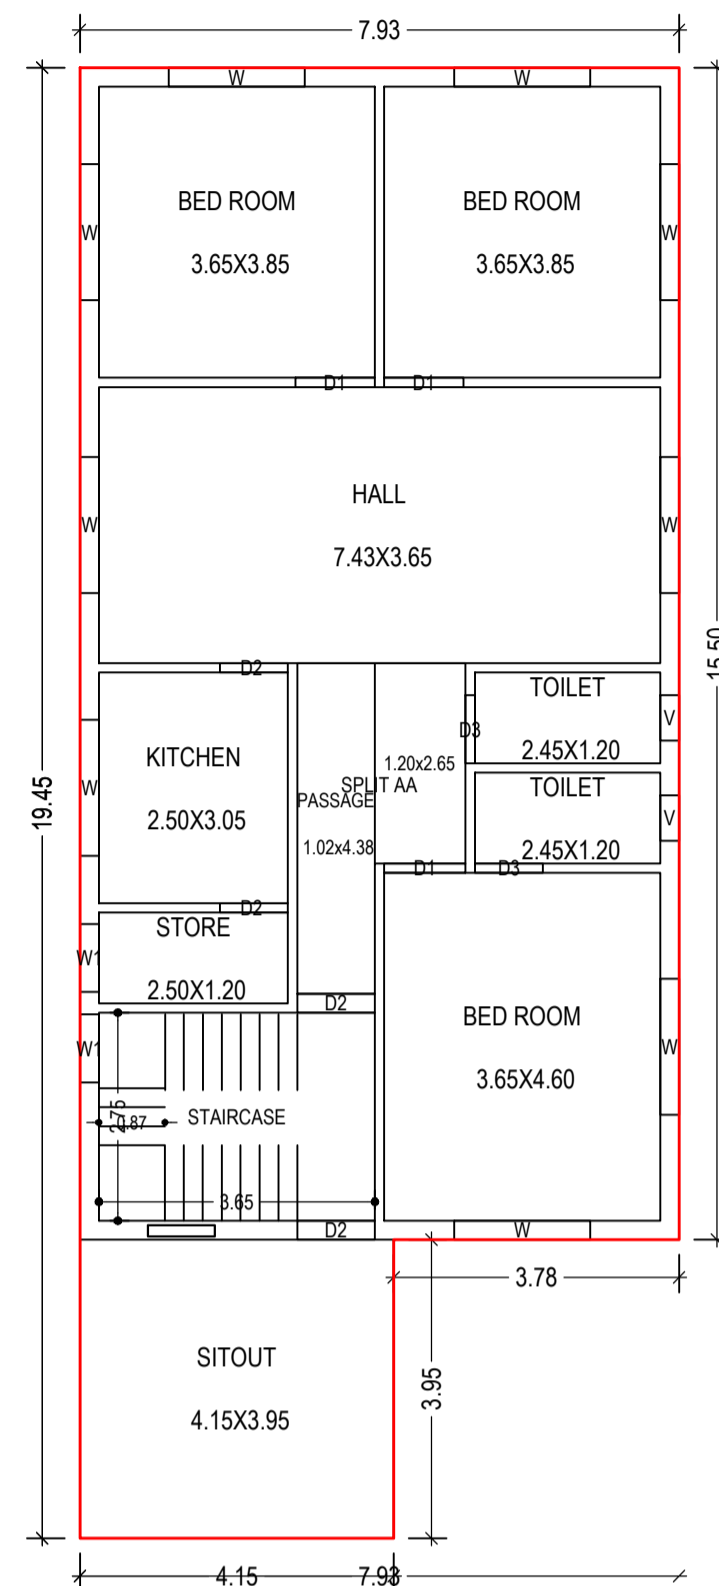 7.93
W
W
BED ROOM
BED ROOM
W
3.65X3.85
3.65X3.85
W
D1
D1
HALL
W
7.43X3.65
W
15.50
D2
TOILET
V
D3
2.45X1.20
KITCHEN
1.20x2.65
SPLIT AA
19.45
W
2.50X3.05
PASSAGE
1.02x4.38
TOILET
V
2.45X1.20
D1
D3
D2
STORE
W1
2.50X1.20
D2
BED ROOM
W1
3.65X4.60
W
2.75
STAIRCASE
3.65
D2
W
3.78
SITOUT
4.15X3.95
3.95
4.15
7.93